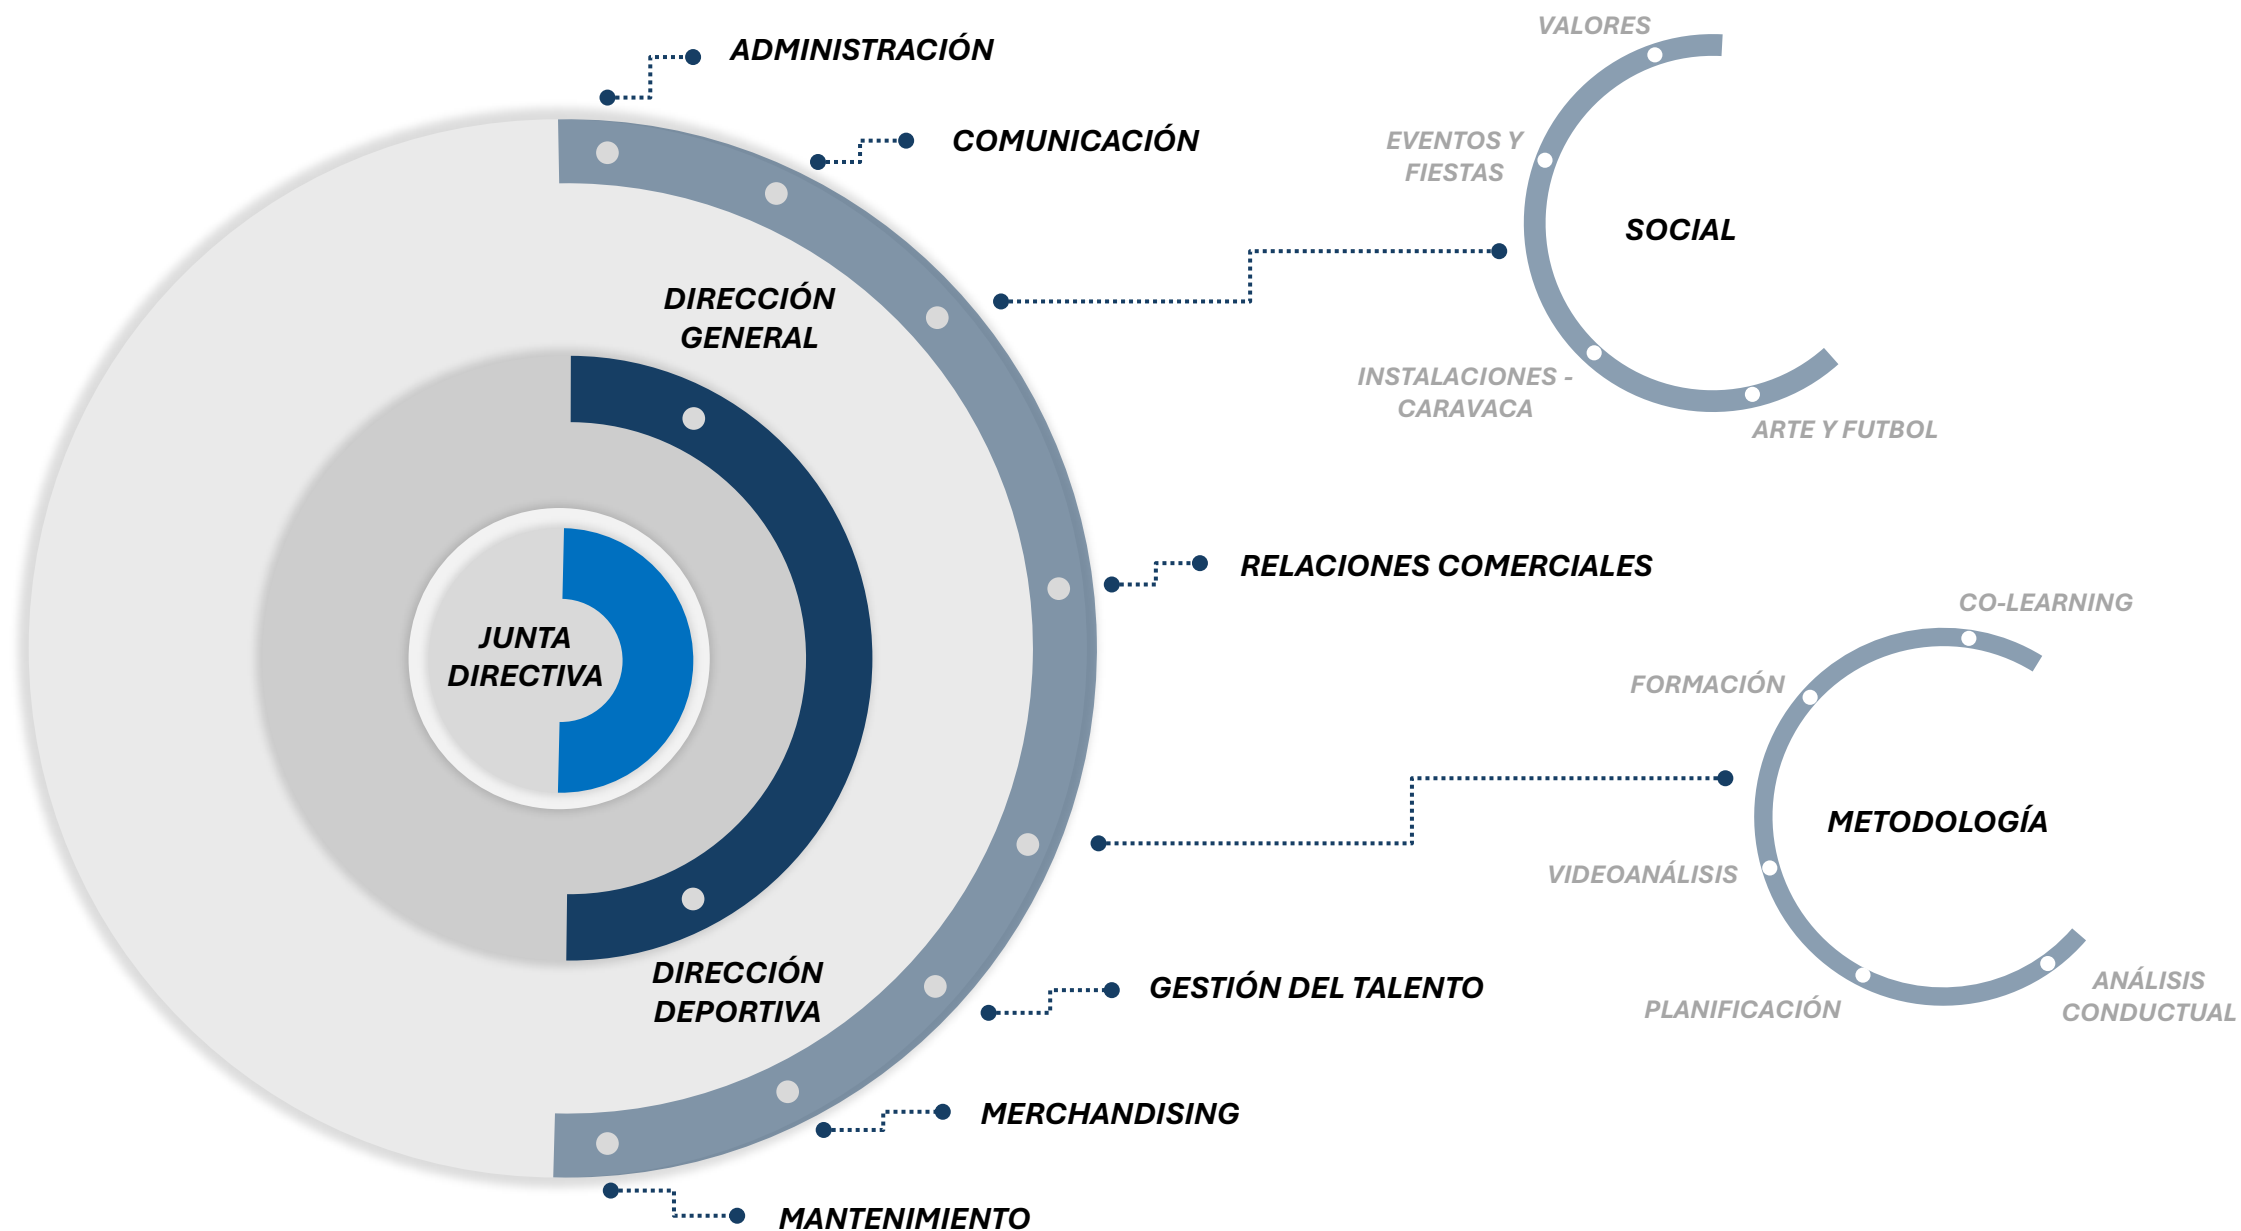 ADMINISTRACIÓN
COMUNICACIÓN
VALORES
EVENTOS Y
FIESTAS
SOCIAL
INSTALACIONES -
CARAVACA
ARTE Y FUTBOL
DIRECCIÓN
GENERAL
JUNTA
DIRECTIVA
RELACIONES COMERCIALES
CO-LEARNING
FORMACIÓN
METODOLOGÍA
VIDEOANÁLISIS
PLANIFICACIÓN
ANÁLISIS
CONDUCTUAL
DIRECCIÓN
DEPORTIVA
GESTIÓN DEL TALENTO
MERCHANDISING
MANTENIMIENTO